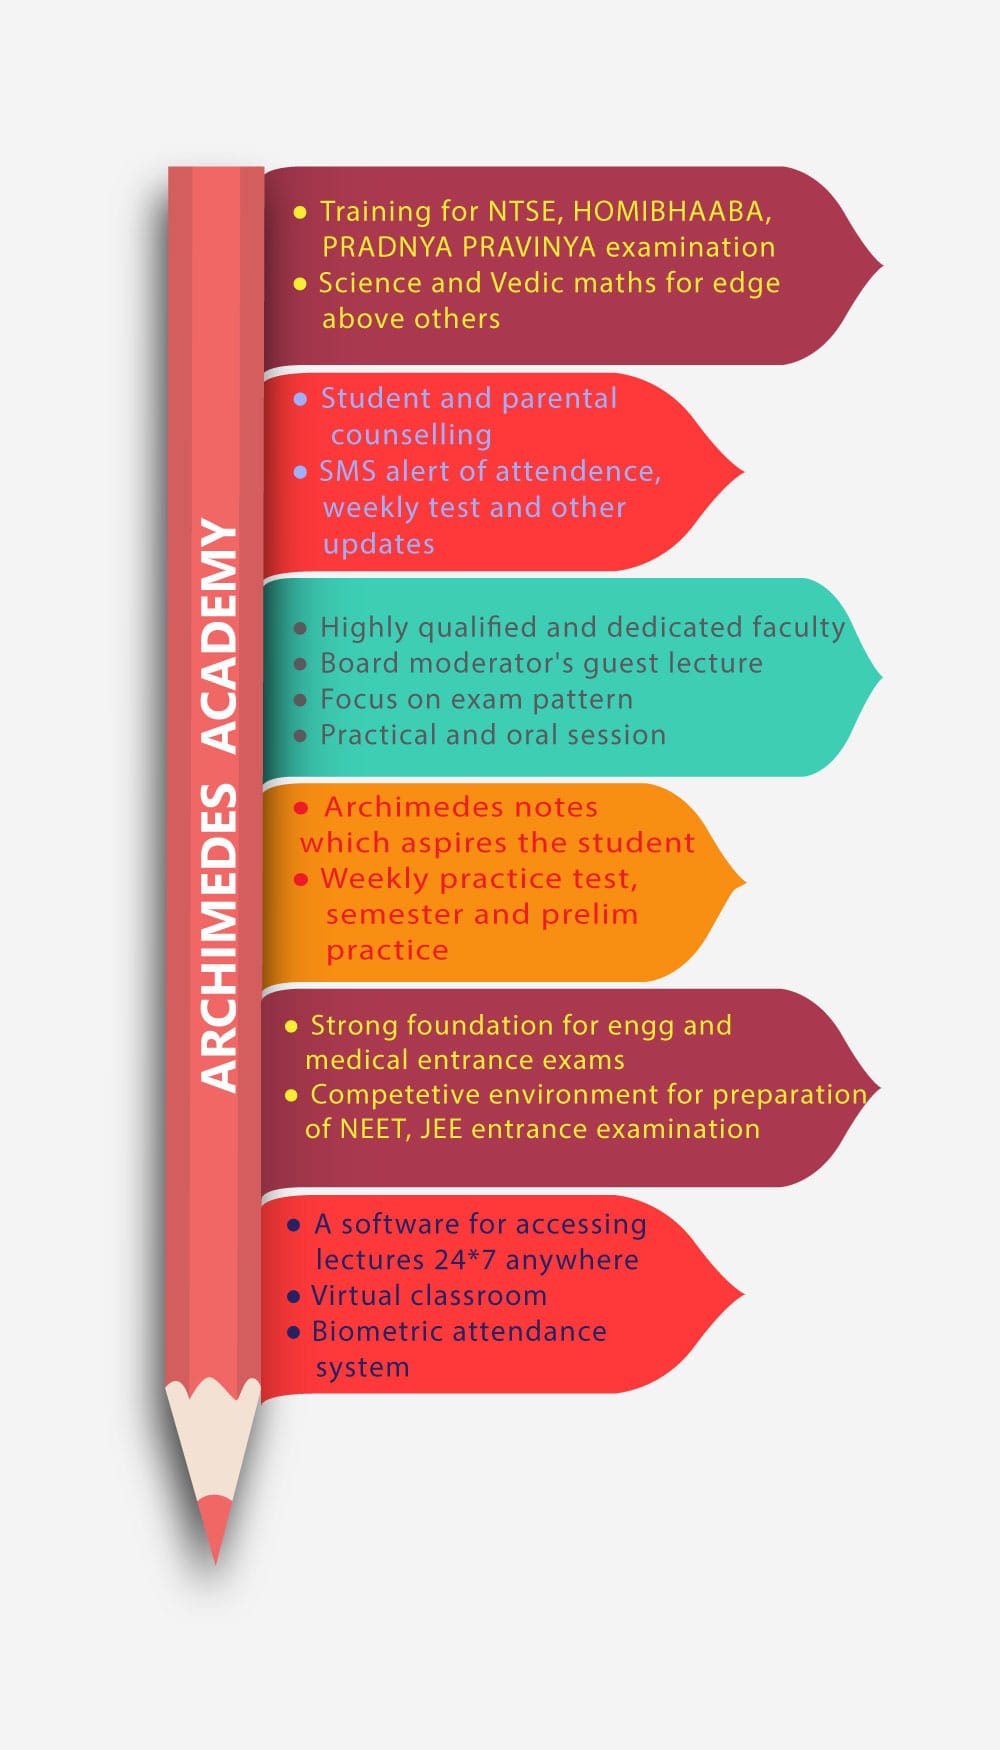 ARCHIMEDES ACADEMY
● Training for NTSE, HOMIBHAABA,
PRADNYA PRAVINYA examination
● Science and Vedic maths for edge
above others
● Student and parental
counselling
● SMS alert of attendence,
weekly test and other
updates
● Highly qualified and dedicated faculty
● Board moderator's guest lecture
● Focus on exam pattern
● Practical and oral session
● Archimedes notes
which aspires the student
● Weekly practice test,
semester and prelim
practice
● Strong foundation for engg and
medical entrance exams
● Competetive environment for preparation
of NEET, JEE entrance examination
● A software for accessing
lectures 24*7 anywhere
● Virtual classroom
● Biometric attendance
system